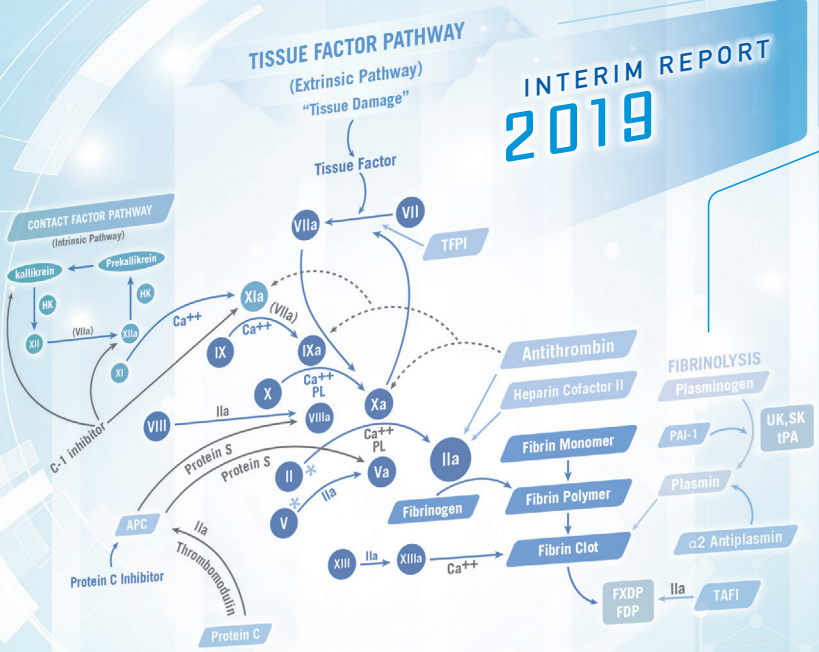 TISSUE FACTOR PATHWAY
(Extrinsic Pathway)
“Tissue Damage”
INTERIM REPORT
2019
Tissue Factor
VIIa
VII
TFPI
CONTACT FACTOR PATHWAY
(Intrinsic Pathway)
kallikrein
Prekallikrein
HK
HK
(VIIa)
XII
XIIa
XI
Ca++
XIa
(VIIa)
IX
Ca++
IXa
X
Ca++
PL
Xa
Antithrombin
Heparin Cofactor II
FIBRINOLYSIS
Plasminogen
VIII
IIa
VIIIa
Ca++
PL
C-1 inhibitor
Protein S
Protein S
II
*
IIa
Va
V
*
IIa
Fibrin Monomer
PAI-1
UK,SK
tPA
Fibrinogen
Fibrin Polymer
Plasmin
APC
IIa
Thrombomodulin
Protein C Inhibitor
Protein C
XIII
IIa
XIIIa
Ca++
Fibrin Clot
α2 Antiplasmin
FXDP
FDP
IIa
TAFI